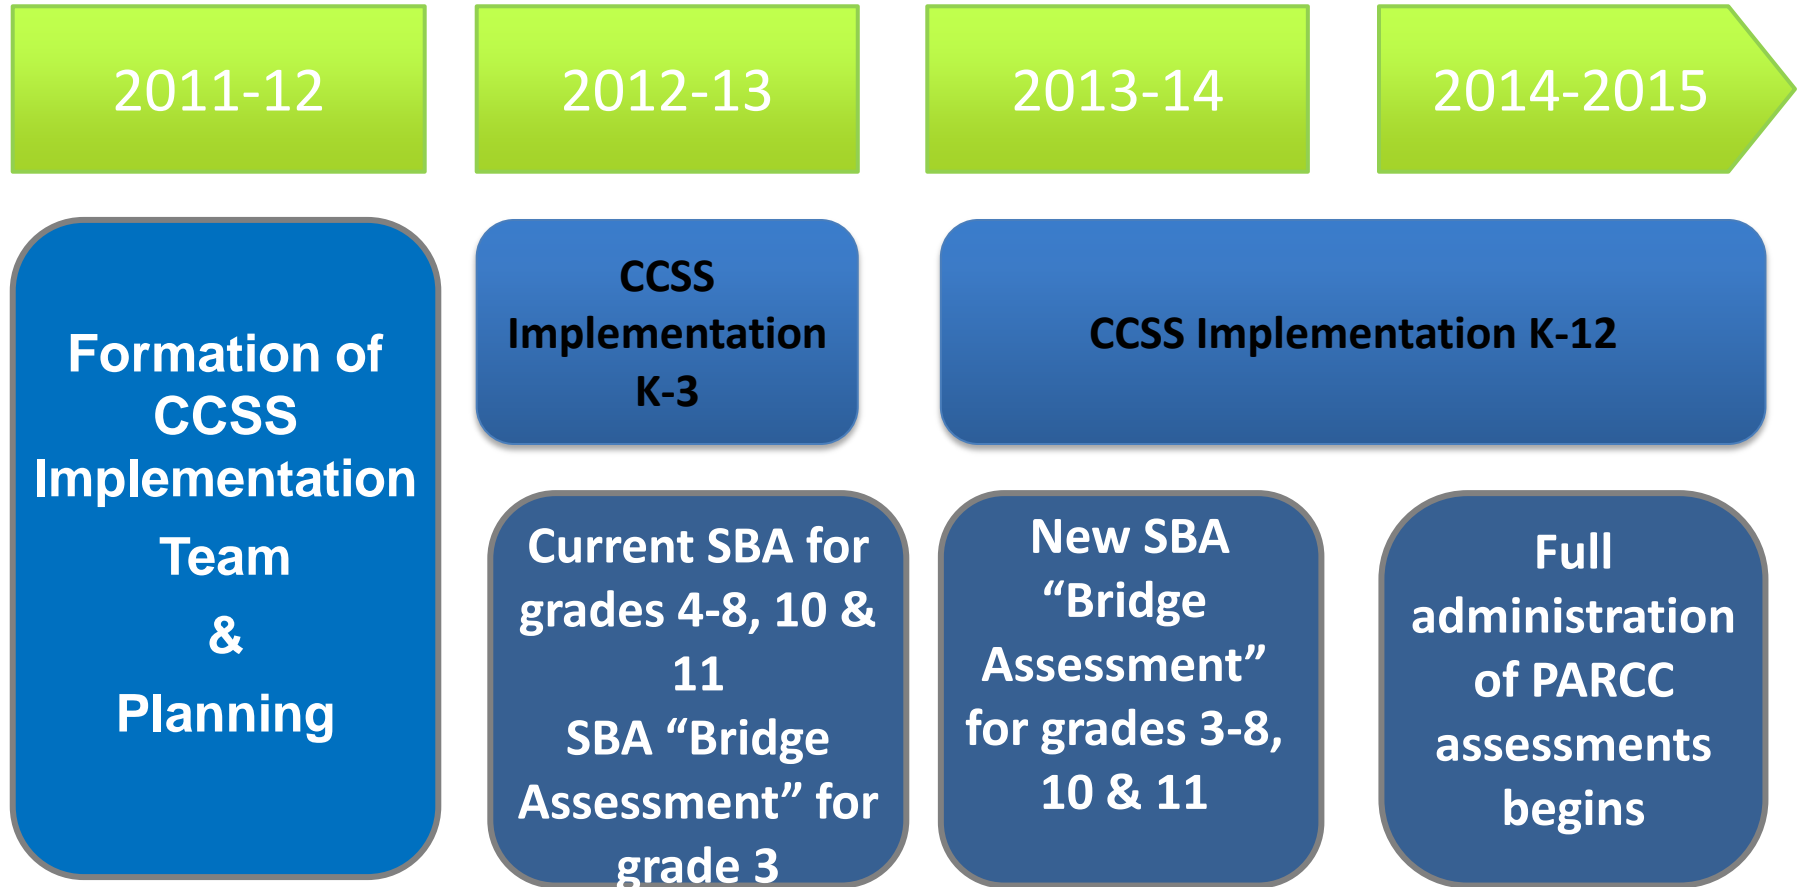 2011-12
2012-13
2013-14
2014-2015
Formation of
CCSS
Implementation
Team
&
Planning
CCSS
Implementation
K-3
CCSS Implementation K-12
Current SBA for
grades 4-8, 10 &
11
SBA “Bridge
Assessment” for
grade 3
New SBA
“Bridge
Assessment”
for grades 3-8,
10 & 11
Full
administration
of PARCC
assessments
begins